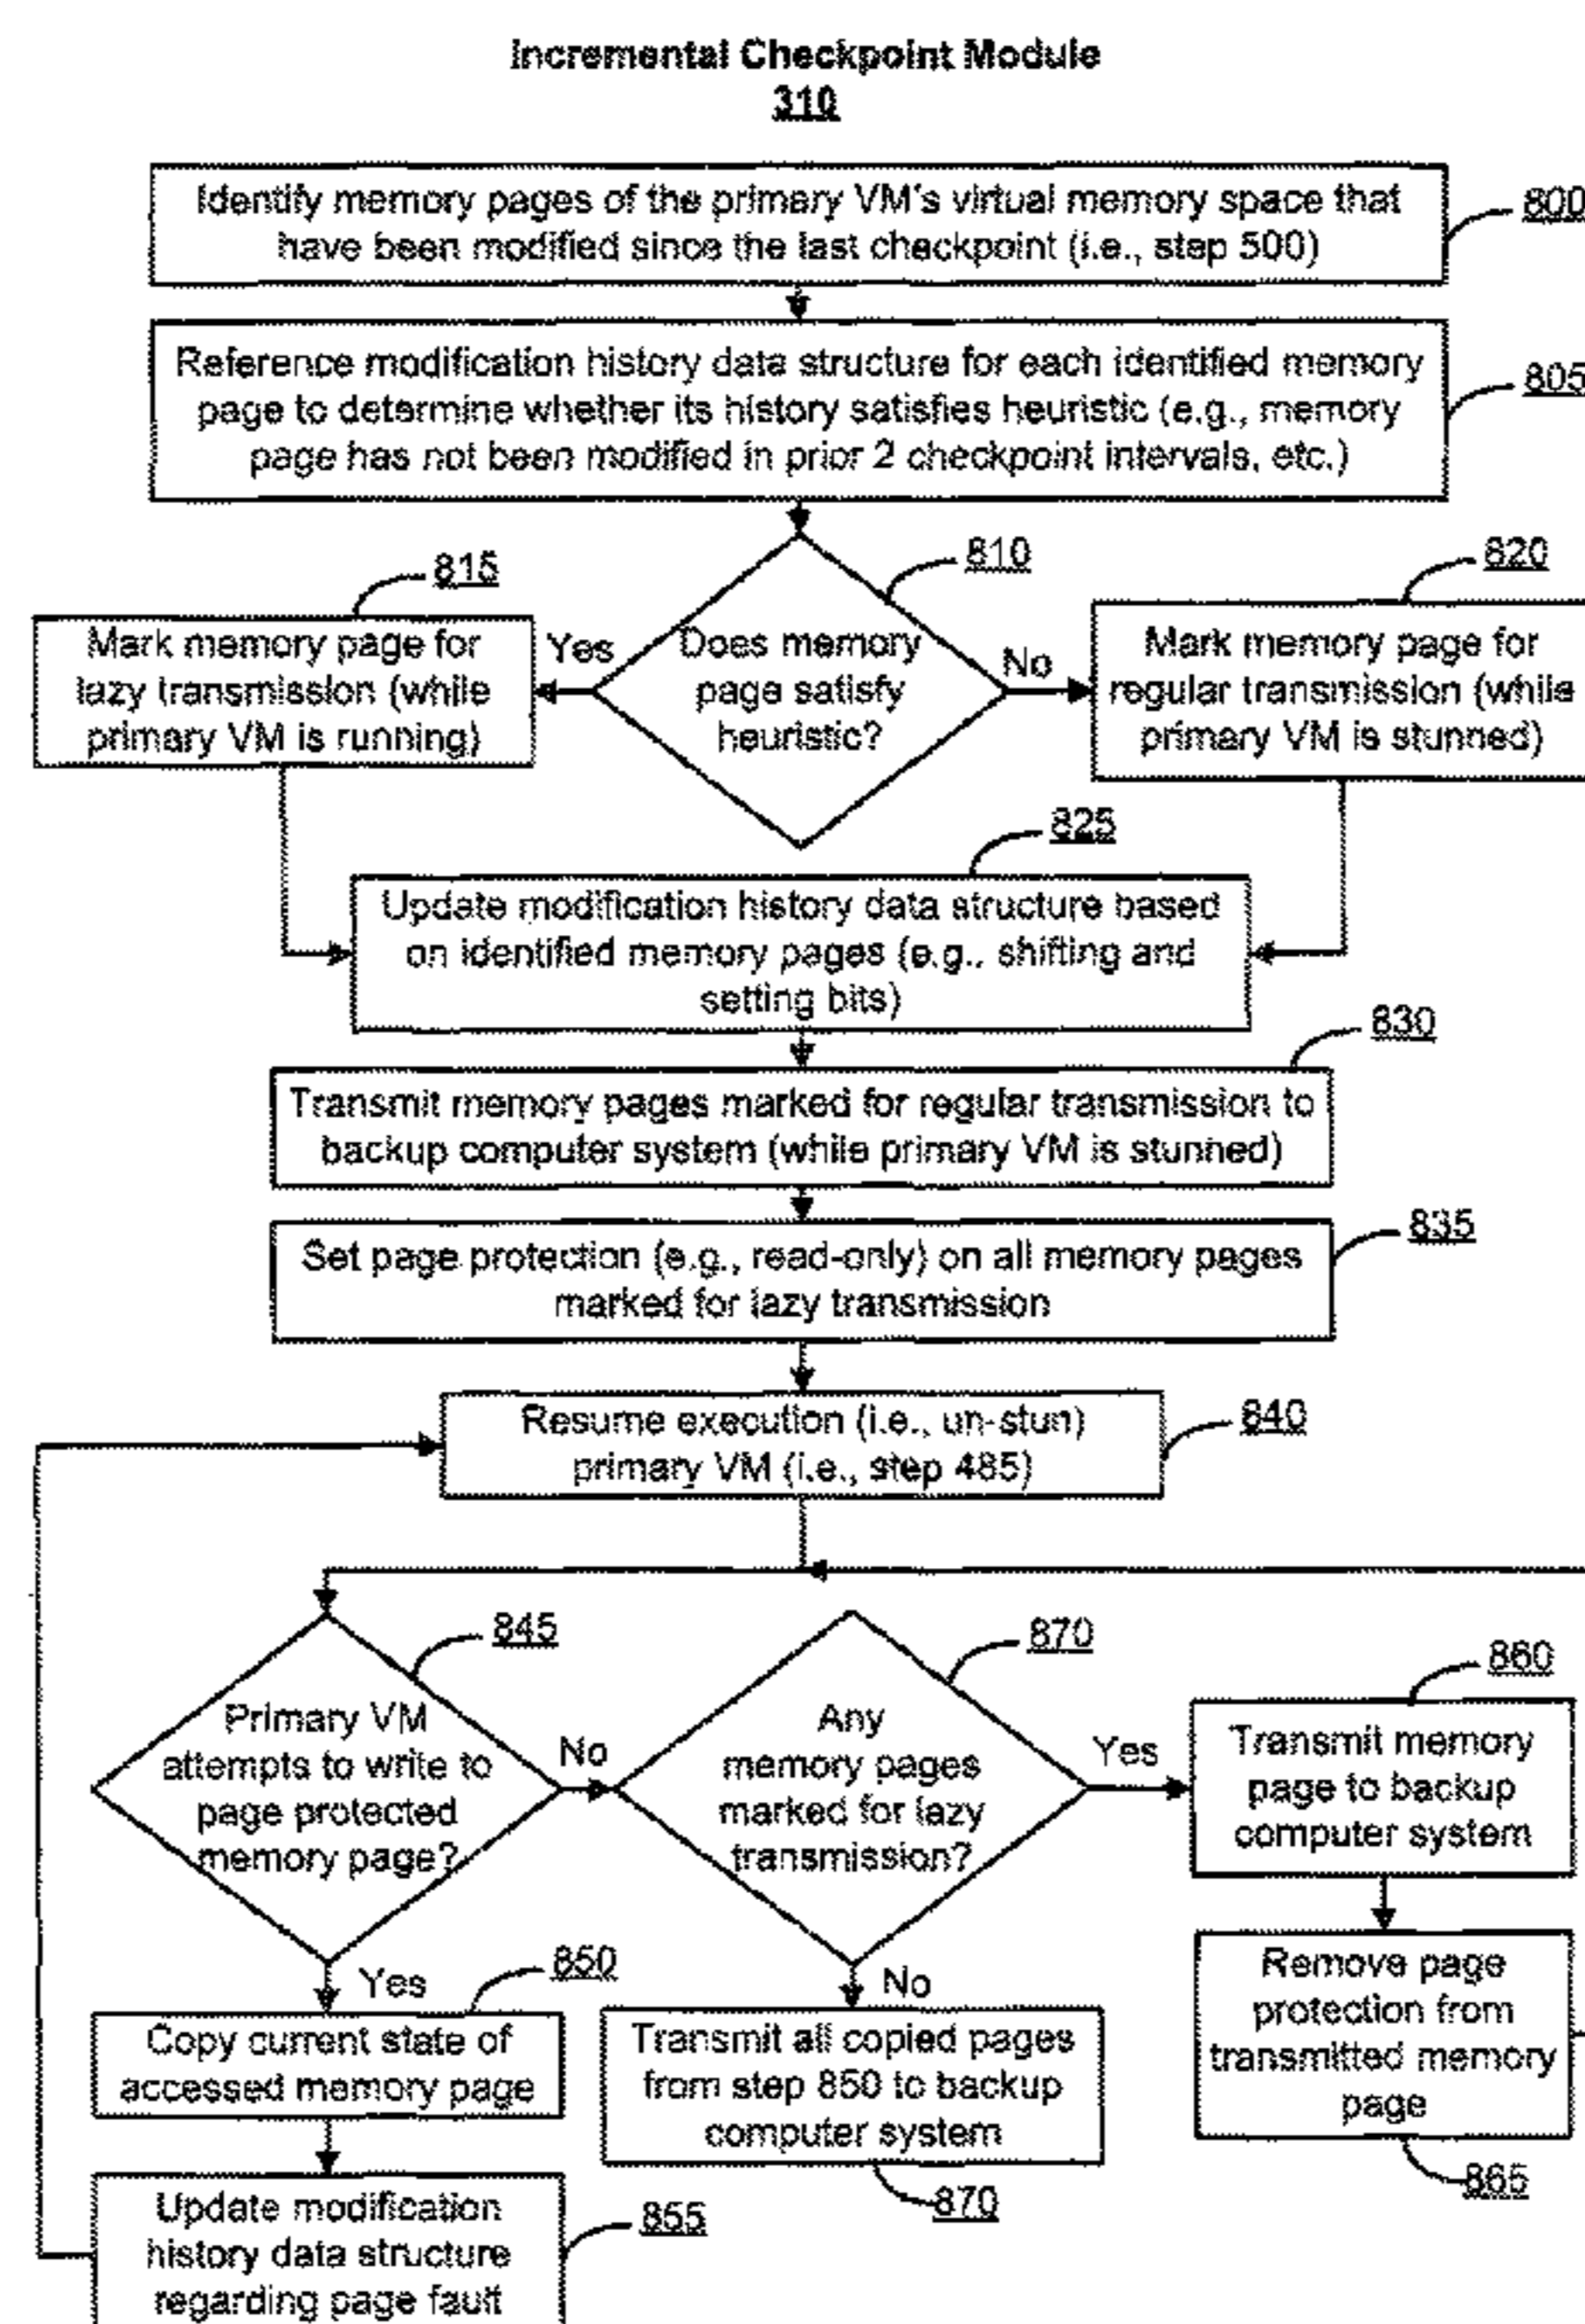 Incremental Checkpoint Module
310
Identify memory pages of the primary VM's virtual memory space that
have been modified since the last checkpoint (i.e., step 500)
800
Reference modification history data structure for each identified memory
page to determine whether its history satisfies heuristic (e.g., memory
page has not been modified in prior 2 checkpoint intervals, etc.)
805
810
Does memory
page satisfy
heuristic?
Yes
No
815
Mark memory page for
lazy transmission (while
primary VM is running)
820
Mark memory page for
regular transmission (while
primary VM is stunned)
825
Update modification history data structure based
on identified memory pages (e.g., shifting and
setting bits)
830
Transmit memory pages marked for regular transmission to
backup computer system (while primary VM is stunned)
835
Set page protection (e.g., read-only) on all memory pages
marked for lazy transmission
Resume execution (i.e., un-stun)
primary VM (i.e., step 485)
840
845
Primary VM
attempts to write to
page protected
memory page?
No
Yes
870
Any
memory pages
marked for lazy
transmission?
Yes
No
860
Transmit memory
page to backup
computer system
Remove page
protection from
transmitted memory
page
865
850
Copy current state of
accessed memory page
Transmit all copied pages
from step 850 to backup
computer system
870
Update modification
history data structure
regarding page fault
855